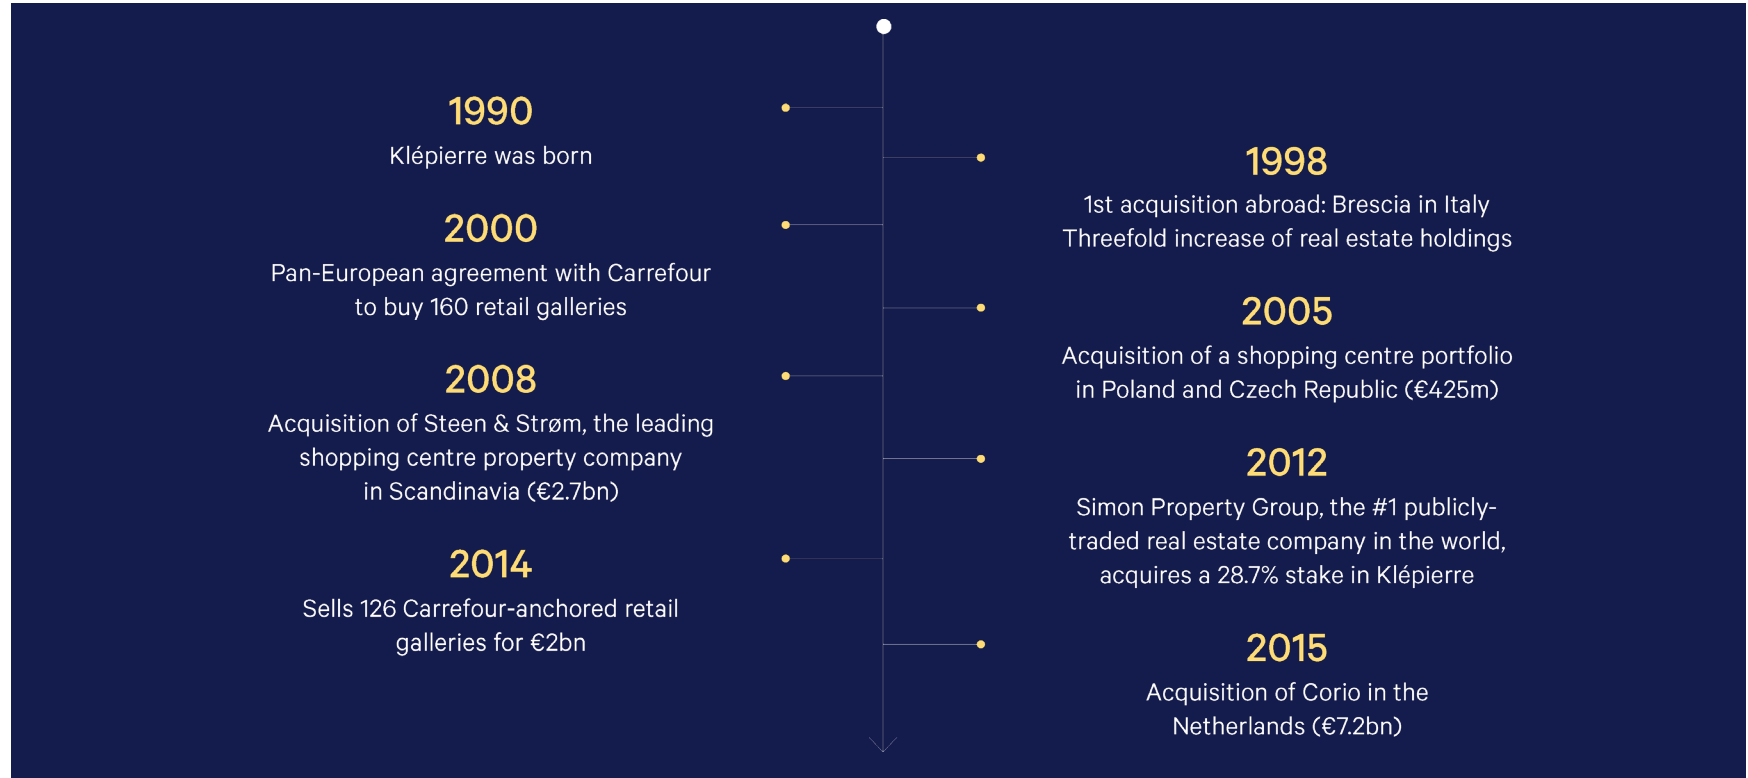 1990
Klépierre was born
1998
1st acquisition abroad: Brescia in Italy
Threefold increase of real estate holdings
2000
Pan-European agreement with Carrefour
to buy 160 retail galleries
2005
Acquisition of a shopping centre portfolio
in Poland and Czech Republic (€425m)
2008
Acquisition of Steen & Strøm, the leading
shopping centre property company
in Scandinavia (€2.7bn)
2012
Simon Property Group, the #1 publicly-
traded real estate company in the world,
acquires a 28.7% stake in Klépierre
2014
Sells 126 Carrefour-anchored retail
galleries for €2bn
2015
Acquisition of Corio in the
Netherlands (€7.2bn)